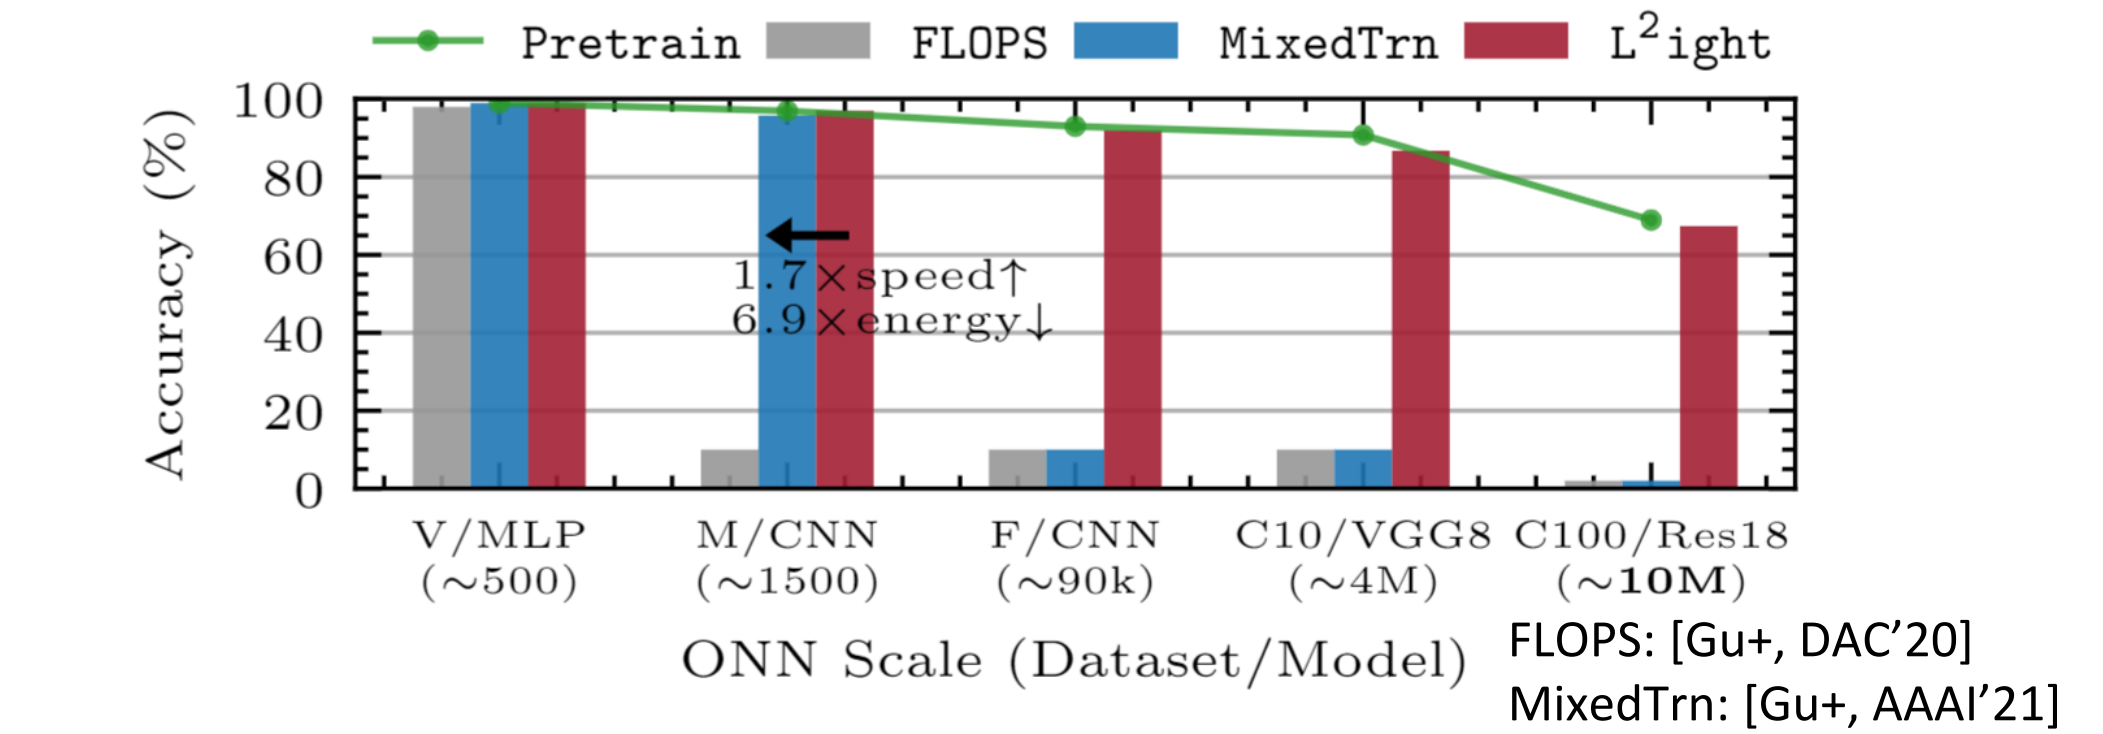 Pretrain FLOPS MixedTrn L²ight
Accuracy (%)
100
80
60
40
20
0
1.7×speed↑
6.9×energy↓
V/MLP M/CNN F/CNN C10/VGG8 C100/Res18
(~500) (~1500) (~90k) (~4M) (~10M)
ONN Scale (Dataset/Model)
FLOPS: [Gu+, DAC’20]
MixedTrn: [Gu+, AAAI’21]